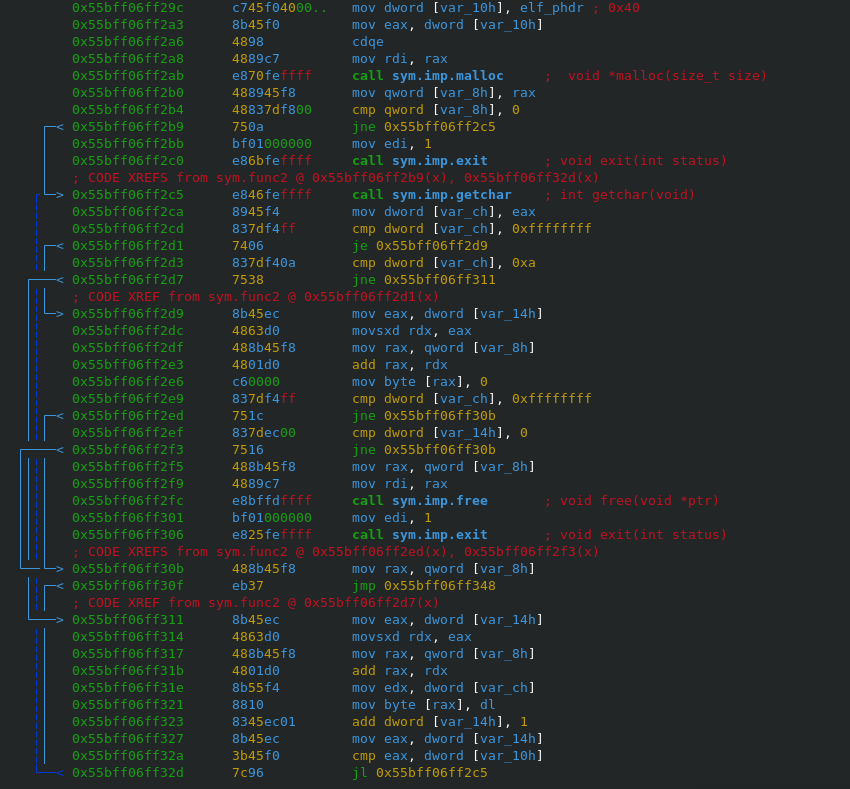 0x55bff06ff29c c745f04000.. mov dword [var_10h], elf_phdr ; 0x40
0x55bff06ff2a3 8b45f0 mov eax, dword [var_10h]
0x55bff06ff2a6 4898 cdqe
0x55bff06ff2a8 4889c7 mov rdi, rax
0x55bff06ff2ab e870feffff call sym.imp.malloc ; void *malloc(size_t size)
0x55bff06ff2b0 488945f8 mov qword [var_8h], rax
0x55bff06ff2b4 48837df800 cmp qword [var_8h], 0
0x55bff06ff2b9 750a jne 0x55bff06ff2c5
0x55bff06ff2bb bf01000000 mov edi, 1
0x55bff06ff2c0 e86bfeffff call sym.imp.exit ; void exit(int status)
; CODE XREFS from sym.func2 @ 0x55bff06ff2b9(x), 0x55bff06ff32d(x)
0x55bff06ff2c5 e846feffff call sym.imp.getchar ; int getchar(void)
0x55bff06ff2ca 8945f4 mov dword [var_ch], eax
0x55bff06ff2cd 837df4ff cmp dword [var_ch], 0xffffffff
0x55bff06ff2d1 7406 je 0x55bff06ff2d9
0x55bff06ff2d3 837df40a cmp dword [var_ch], 0xa
0x55bff06ff2d7 7538 jne 0x55bff06ff311
; CODE XREF from sym.func2 @ 0x55bff06ff2d1(x)
0x55bff06ff2d9 8b45ec mov eax, dword [var_14h]
0x55bff06ff2dc 4863d0 movsxd rdx, eax
0x55bff06ff2df 488b45f8 mov rax, qword [var_8h]
0x55bff06ff2e3 4801d0 add rax, rdx
0x55bff06ff2e6 c60000 mov byte [rax], 0
0x55bff06ff2e9 837df4ff cmp dword [var_ch], 0xffffffff
0x55bff06ff2ed 751c jne 0x55bff06ff30b
0x55bff06ff2ef 837dec00 cmp dword [var_14h], 0
0x55bff06ff2f3 7516 jne 0x55bff06ff30b
0x55bff06ff2f5 488b45f8 mov rax, qword [var_8h]
0x55bff06ff2f9 4889c7 mov rdi, rax
0x55bff06ff2fc e8bffdffff call sym.imp.free ; void free(void *ptr)
0x55bff06ff301 bf01000000 mov edi, 1
0x55bff06ff306 e825feffff call sym.imp.exit ; void exit(int status)
; CODE XREFS from sym.func2 @ 0x55bff06ff2ed(x), 0x55bff06ff2f3(x)
0x55bff06ff30b 488b45f8 mov rax, qword [var_8h]
0x55bff06ff30f eb37 jmp 0x55bff06ff348
; CODE XREF from sym.func2 @ 0x55bff06ff2d7(x)
0x55bff06ff311 8b45ec mov eax, dword [var_14h]
0x55bff06ff314 4863d0 movsxd rdx, eax
0x55bff06ff317 488b45f8 mov rax, qword [var_8h]
0x55bff06ff31b 4801d0 add rax, rdx
0x55bff06ff31e 8b55f4 mov edx, dword [var_ch]
0x55bff06ff321 8810 mov byte [rax], dl
0x55bff06ff323 8345ec01 add dword [var_14h], 1
0x55bff06ff327 8b45ec mov eax, dword [var_14h]
0x55bff06ff32a 3b45f0 cmp eax, dword [var_10h]
0x55bff06ff32d 7c96 jl 0x55bff06ff2c5